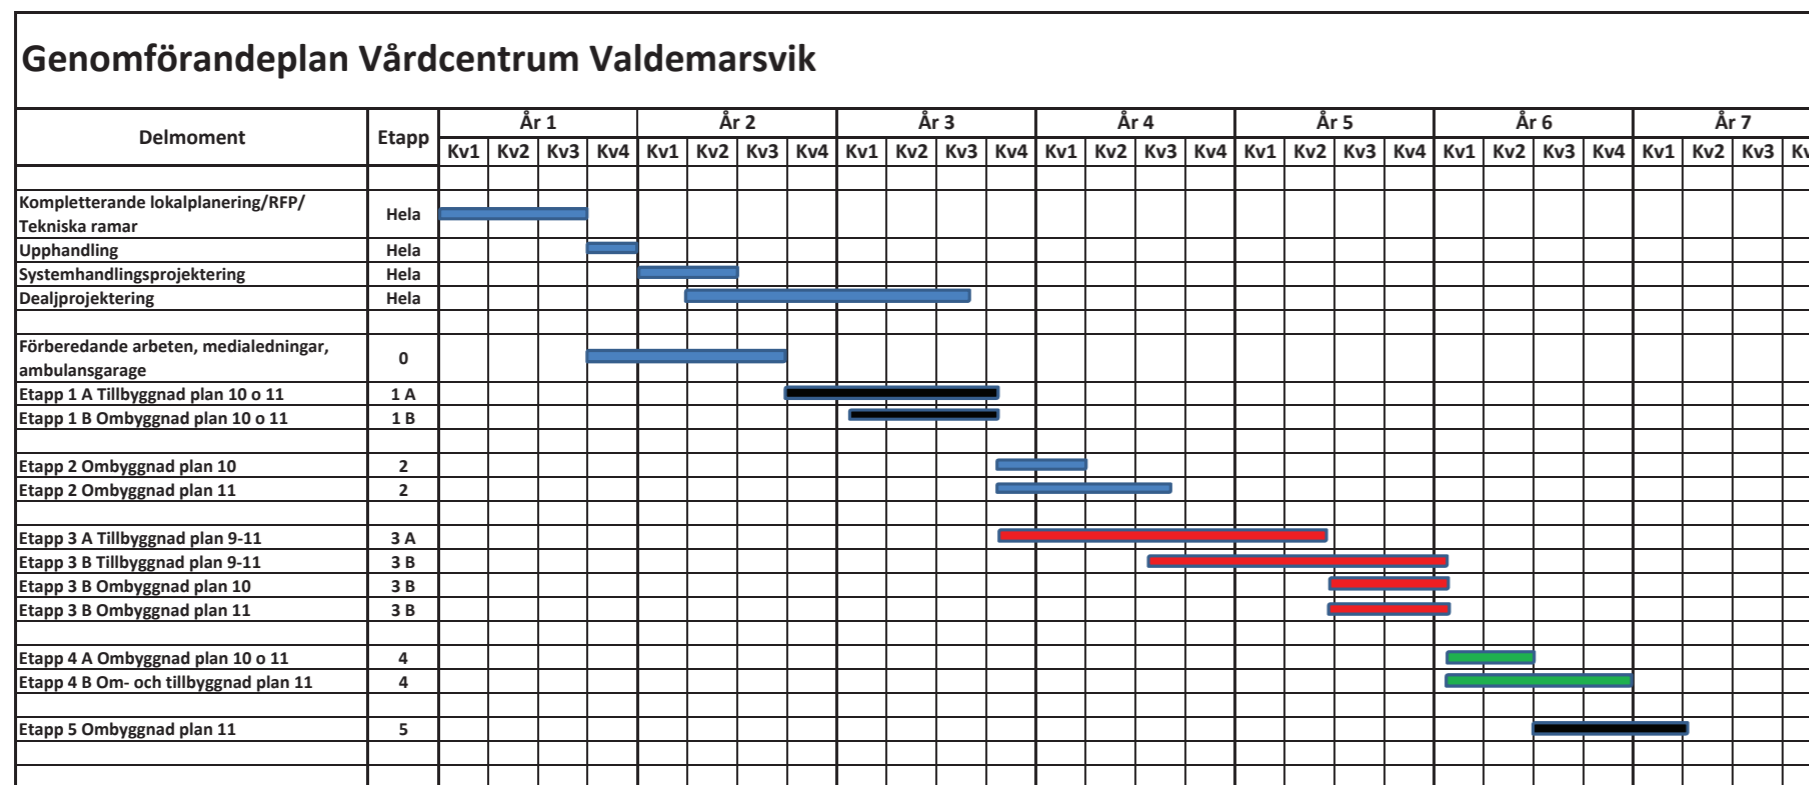 Genomförandeplan Vårdcentrum Valdemarsvik
Delmoment Etapp År 1 År 2 År 3 År 4 År 5 År 6 År 7
Kv1 Kv2 Kv3 Kv4 Kv1 Kv2 Kv3 Kv4 Kv1 Kv2 Kv3 Kv4 Kv1 Kv2 Kv3 Kv4 Kv1 Kv2 Kv3 Kv4 Kv1 Kv2 Kv3 Kv4 Kv1 Kv2 Kv3 Kv
Kompletterande lokalplanering/RFP/
Tekniska ramar Hela
Upphandling Hela
Systemhandlingsprojektering Hela
Dealjprojektering Hela
Förberedande arbeten, medialedningar,
ambulansgarage 0
Etapp 1 A Tillbyggnad plan 10 o 11 1 A
Etapp 1 B Ombyggnad plan 10 o 11 1 B
Etapp 2 Ombyggnad plan 10 2
Etapp 2 Ombyggnad plan 11 2
Etapp 3 A Tillbyggnad plan 9-11 3 A
Etapp 3 B Tillbyggnad plan 9-11 3 B
Etapp 3 B Ombyggnad plan 10 3 B
Etapp 3 B Ombyggnad plan 11 3 B
Etapp 4 A Ombyggnad plan 10 o 11 4
Etapp 4 B Om- och tillbyggnad plan 11 4
Etapp 5 Ombyggnad plan 11 5